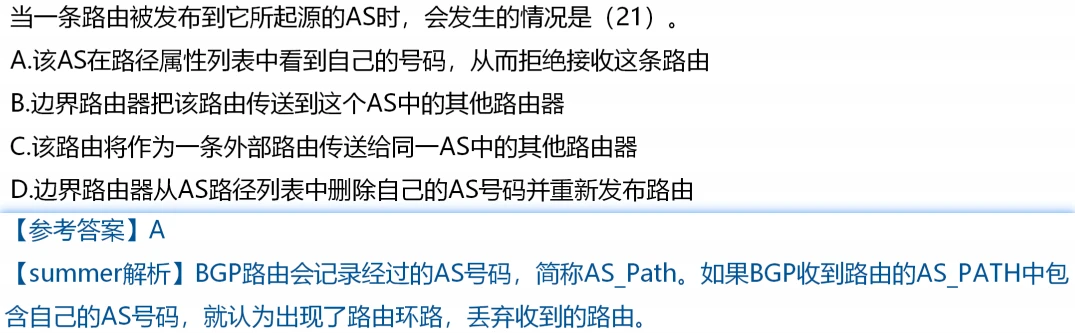 当一条路由被发布到它所起源的AS时，会发生的情况是（21）。
A.该AS在路径属性列表中看到自己的号码，从而拒绝接收这条路由
B.边界路由器把该路由传送到这个AS中的其他路由器
C.该路由将作为一条外部路由传送给同一AS中的其他路由器
D.边界路由器从AS路径列表中删除自己的AS号码并重新发布路由
【参考答案】A
【summer解析】BGP路由会记录经过的AS号码，简称AS_Path。如果BGP收到路由的AS_PATH中包
含自己的AS号码，就认为出现了路由环路，丢弃收到的路由。